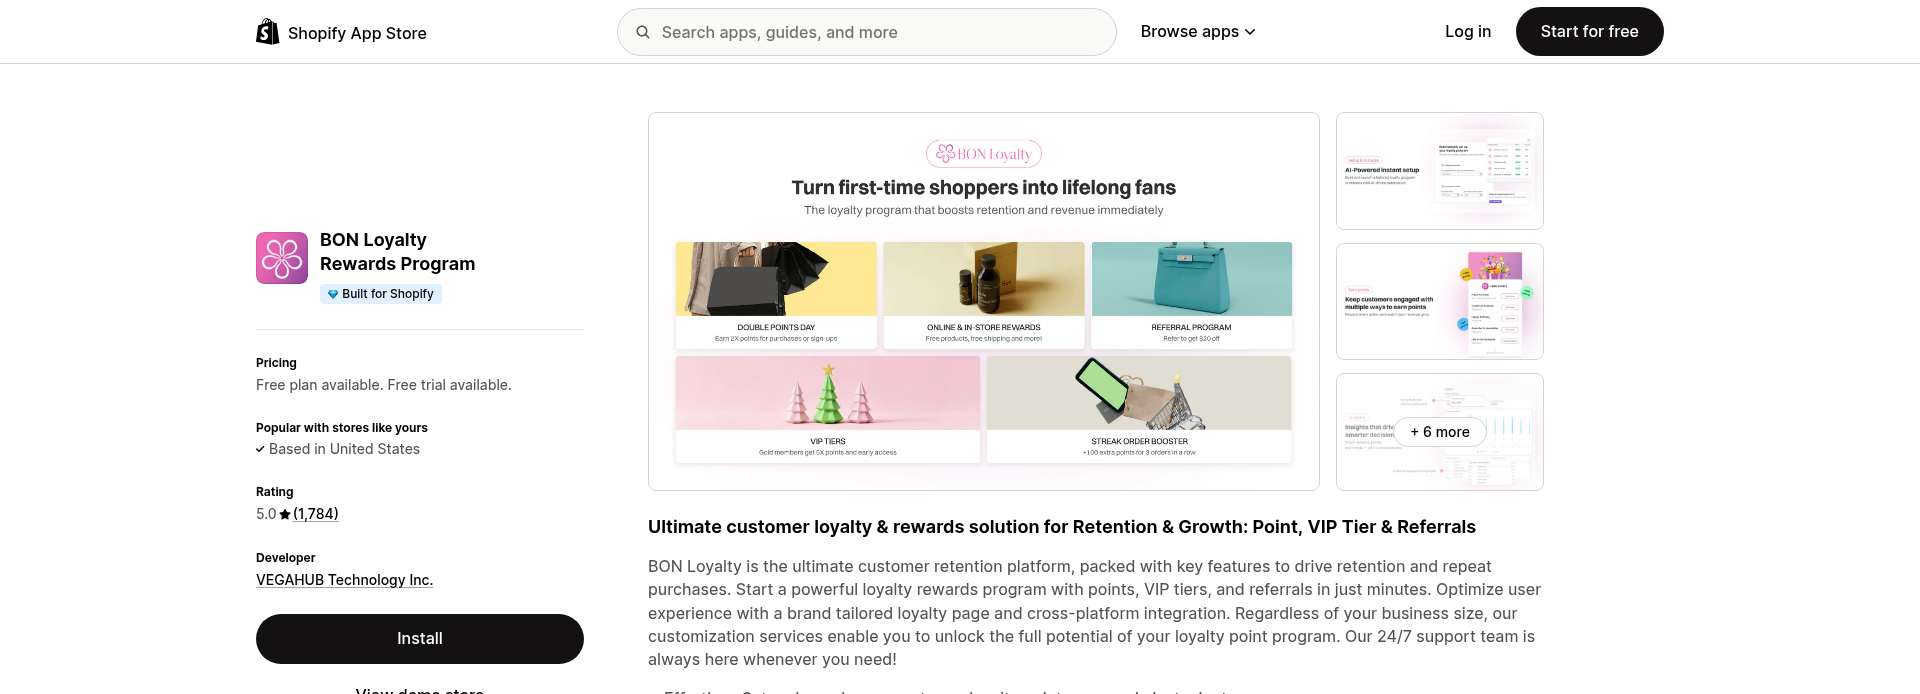 Shopify App Store
Search apps, guides, and more
Browse apps
Log in
Start for free
BON Loyalty
Rewards Program
Built for Shopify
Pricing
Free plan available. Free trial available.
Popular with stores like yours
Based in United States
Rating
5.0 (1,784)
Developer
VEGAHUB Technology Inc.
Install
View demo store
BON Loyalty
Turn first-time shoppers into lifelong fans
The loyalty program that boosts retention and revenue immediately
DOUBLE POINTS DAY
Earn 2X points for purchases or sign-ups
ONLINE & IN-STORE REWARDS
Free products, free shipping and more!
REFERRAL PROGRAM
Refer to get $20 off
VIP TIERS
Gold members get 5X points and early access
STREAK ORDER BOOSTER
+100 extra points for 3 orders in a row
AI-Powered instant setup
Keep customers engaged with
multiple ways to earn points
+ 6 more
Ultimate customer loyalty & rewards solution for Retention & Growth: Point, VIP Tier & Referrals
BON Loyalty is the ultimate customer retention platform, packed with key features to drive retention and repeat
purchases. Start a powerful loyalty rewards program with points, VIP tiers, and referrals in just minutes. Optimize user
experience with a brand tailored loyalty page and cross-platform integration. Regardless of your business size, our
customization services enable you to unlock the full potential of your loyalty point program. Our 24/7 support team is
always here whenever you need!